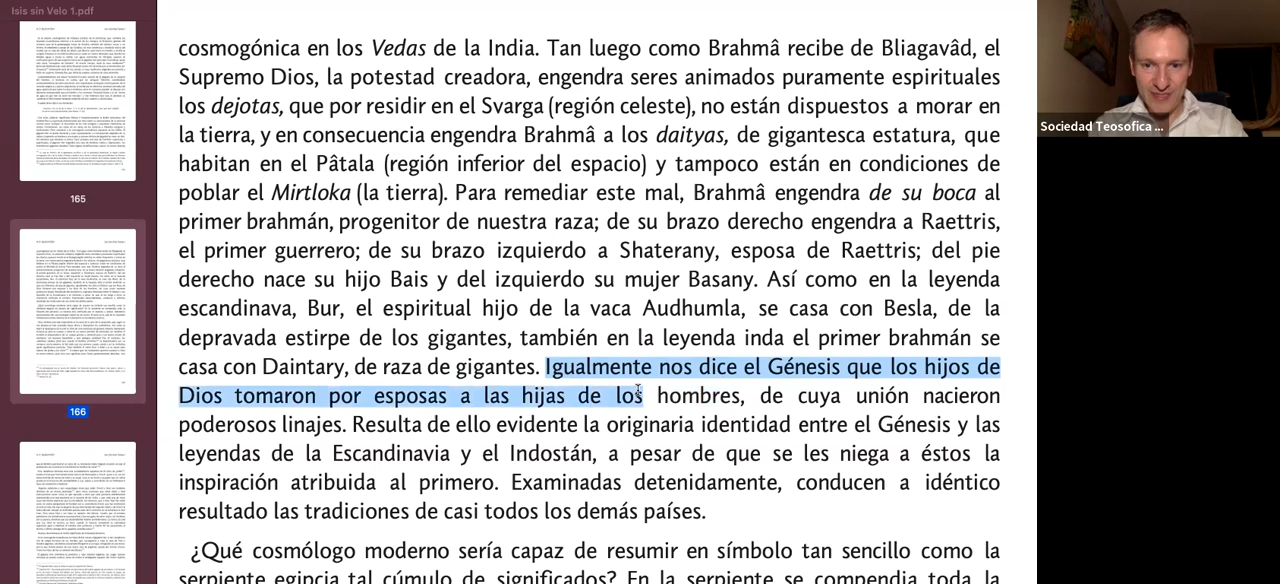 Isis sin Velo 1.pdf
165
166
cosmogonía en los Vedas de la India. Tan luego como Brahmâ recibe de Bliagavâd, el
Supremo Dios, la potestad creadora, engendra seres animados, puramente espirituales
los dejotas, que por residir en el Surg (región celeste), no están dispuestos a morar en
la tierra, y en consecuencia engendra Brahmâ a los daityas, de gigantesca estatura que
habitan en el Patala (región inferior del espacio) y tampoco están en condiciones de
poblar el Mirtloka (la tierra). Para remediar este mal, Brahmâ engendra de su boca al
primer brahmán, progenitor de nuestra raza; de su brazo derecho engendra a Raettris,
el primer guerrero; de su brazo izquierdo a Shaterany, esposa de Raettris; del pie
derecho, surge Bais y del izquierdo su mujer Basany. Así como en la leyenda
escandinava, Bur, el espiritual nieto de la vaca Audhumla, se casa con Besla, de la
depravada estirpe de los gigantes, también en la leyenda inda el primer brahmán se
casa con Daintary, de raza de gigantes. Igualmente nos dice el Génesis que los hijos de
Dios tomaron por esposas a las hijas de los hombres, de cuya unión nacieron
poderosos linajes. Resulta de ello evidente la originaria identidad entre el Génesis y las
leyendas de la Escandinavia y el Indostán, a pesar de que se les niega a éstos la
inspiración atribuida al primero. Examinadas detenidamente, conducen a idéntico
resultado las tradiciones de casi todos los demás países.
¿Qué cosmólogo moderno sería capaz de resumir en símbolo tan sencillo como la
Sociedad Teosofica ...